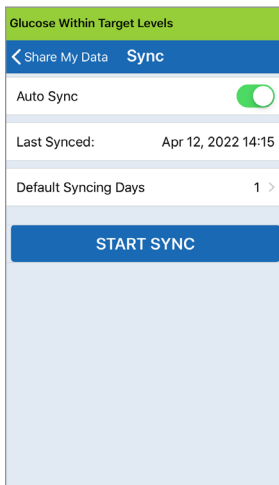 Glucose Within Target Levels
Share My Data Sync
Auto Sync
Last Synced: Apr 12, 2022 14:15
Default Syncing Days 1
START SYNC